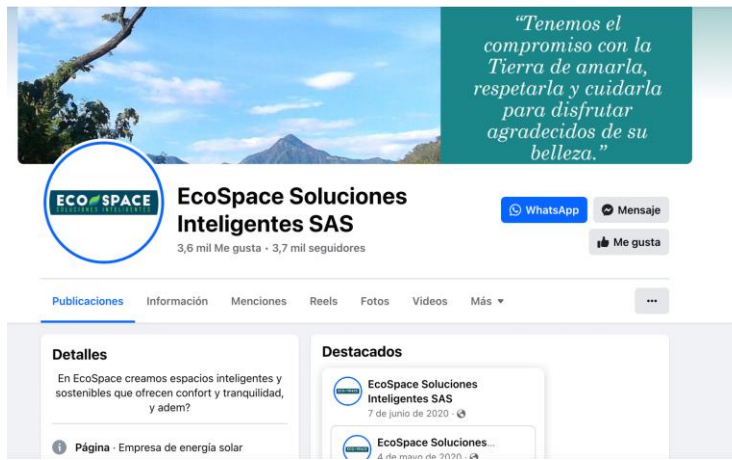 “Tenemos el
compromiso con la
Tierra de amarla,
respetarla y cuidarla
para disfrutar
agradecidos de su
belleza.”
ECO SPACE
SOLUCIONES INTELIGENTES
EcoSpace Soluciones
Inteligentes SAS
3,6 mil Me gusta • 3,7 mil seguidores
WhatsApp
Mensaje
Me gusta
Publicaciones Información Menciones Reels Fotos Videos Más
Detalles
En EcoSpace creamos espacios inteligentes y
sostenibles que ofrecen confort y tranquilidad,
y adem?
Página · Empresa de energía solar
Destacados
EcoSpace Soluciones
Inteligentes SAS
7 de junio de 2020 ·
EcoSpace Soluciones...
4 de mayo de 2020 ·